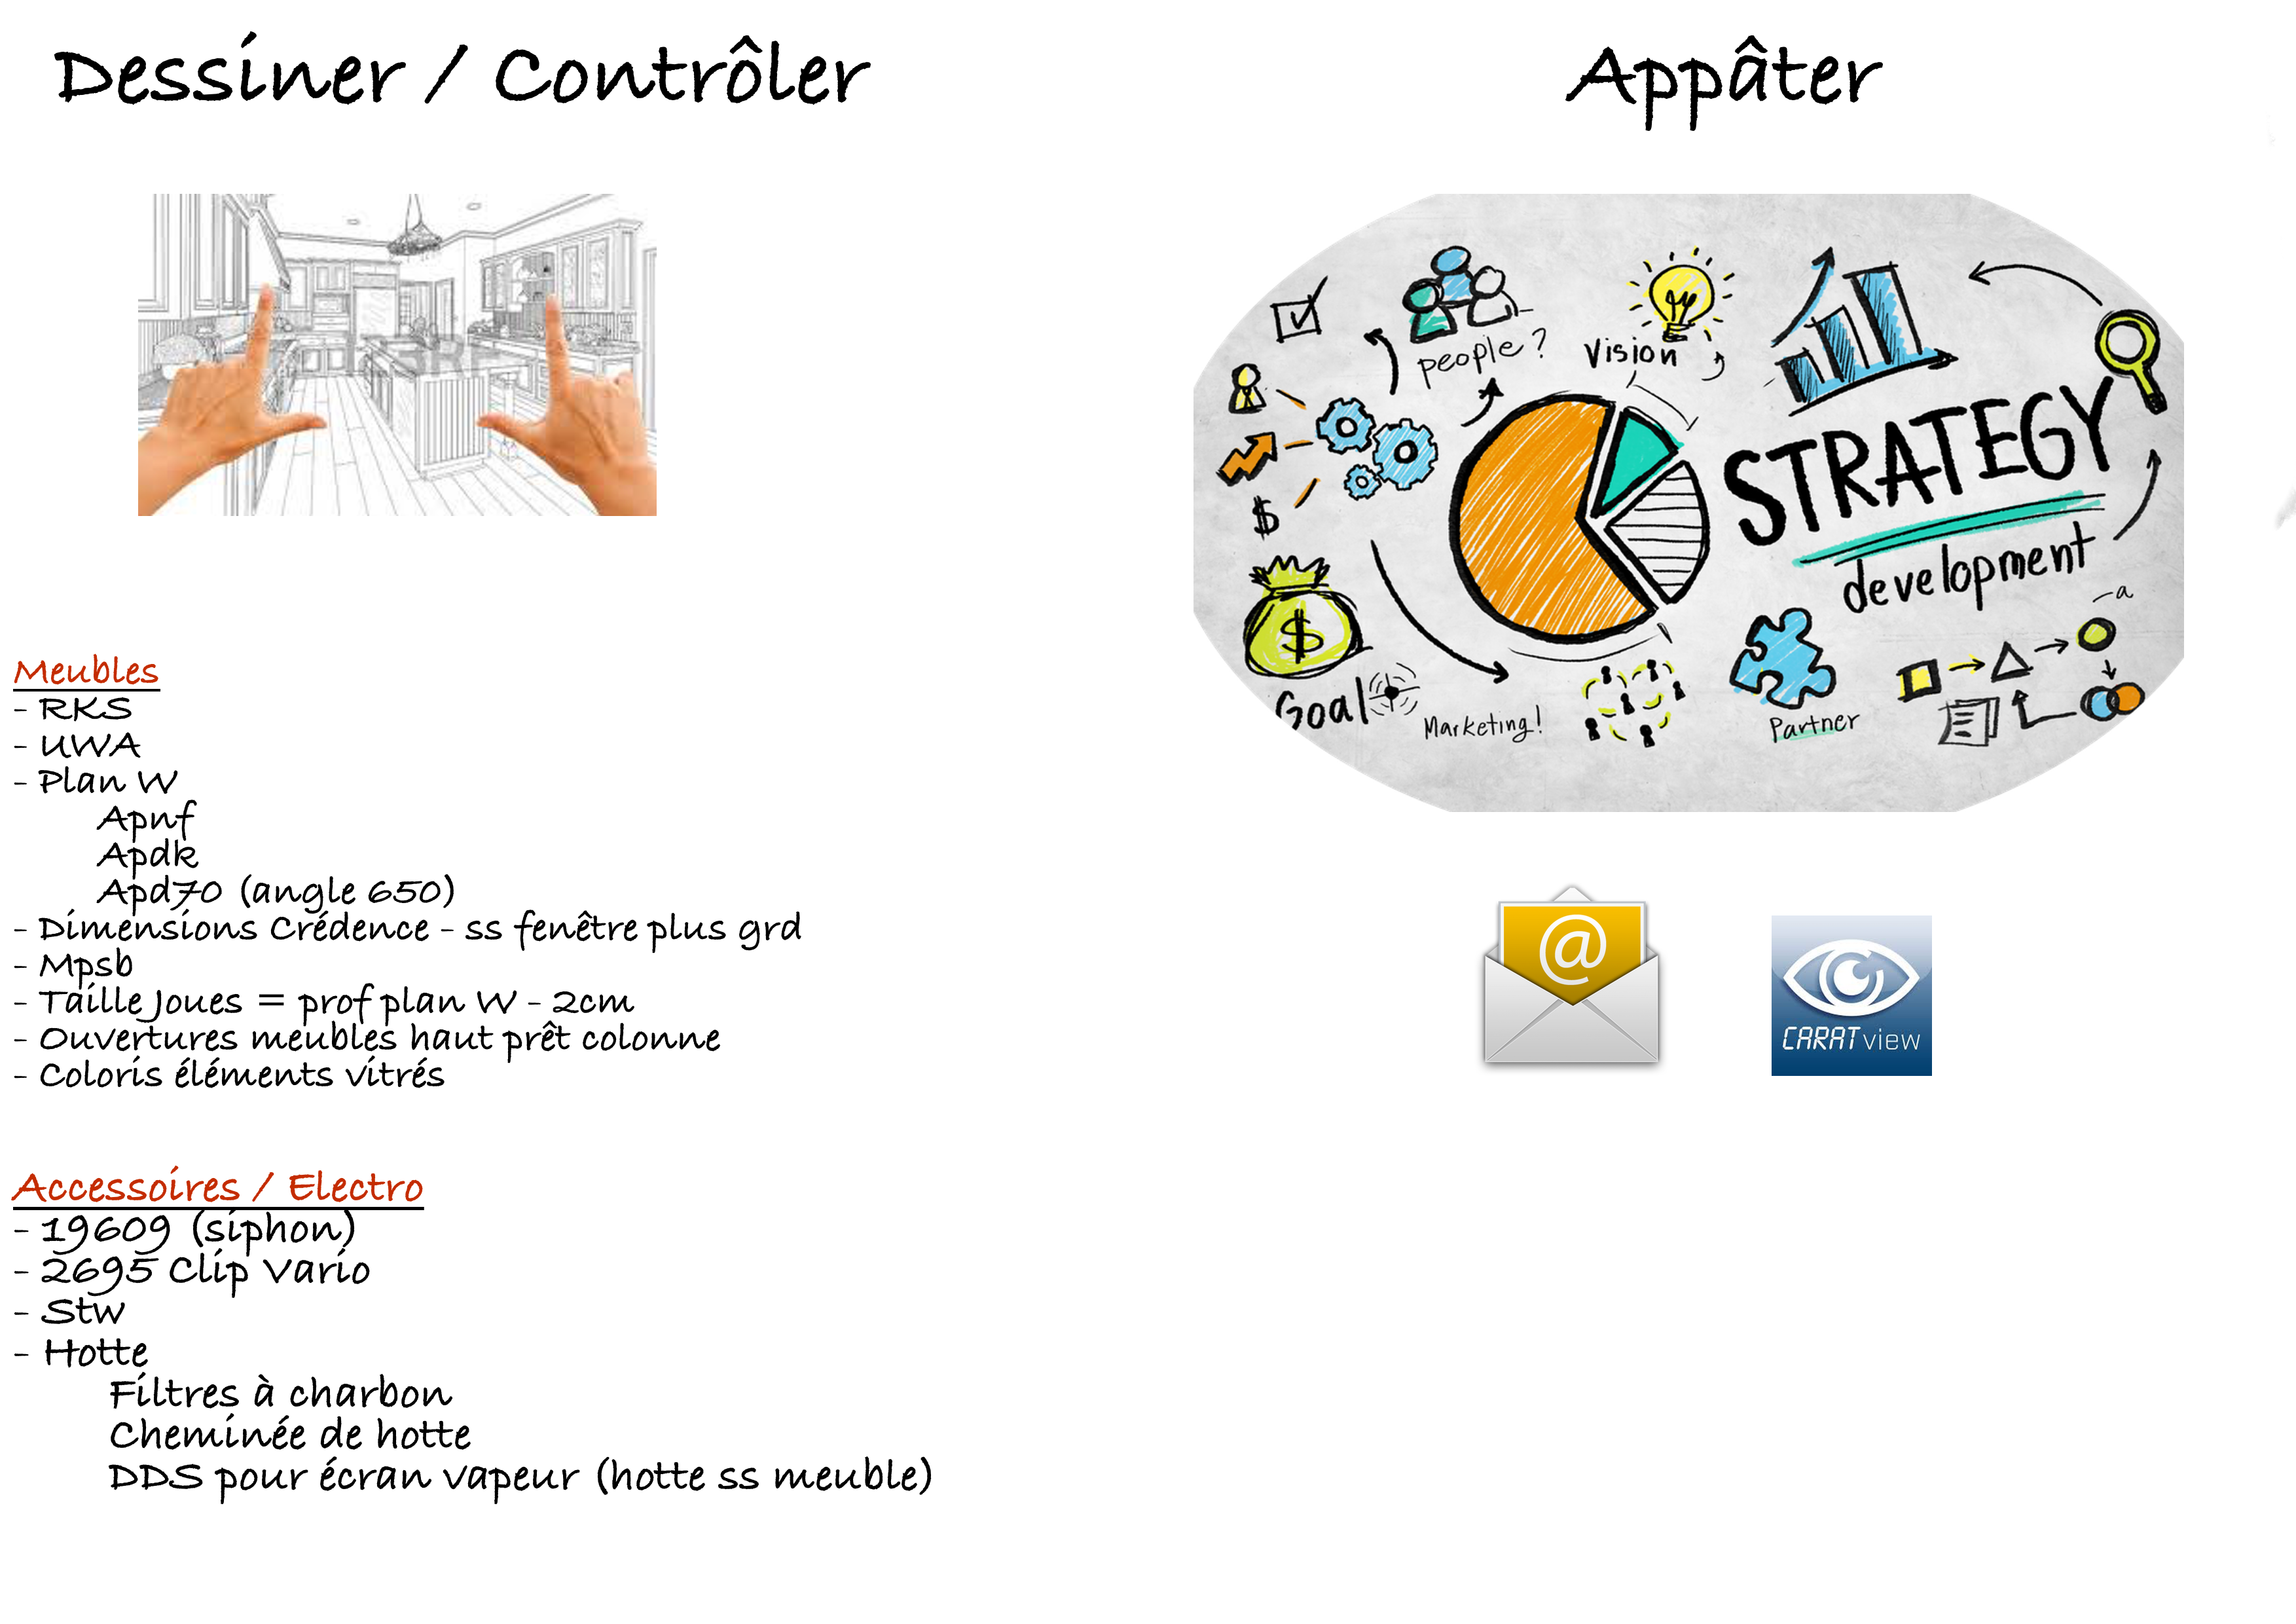 Dessiner / Contrôler
Meubles
- RKS
- UWA
- Plan W
Apnf
Apdk
Apd70 (angle 650)
- Dimensions Crédence - ss fenêtre plus grd
- Mpsb
- Taille Joues = prof plan W - 2cm
- Ouvertures meubles haut prêt colonne
- Coloris éléments vitrés
Accessoires / Electro
- 19609 (siphon)
- 2695 Clip Vario
- Stw
- Hotte
Filtres à charbon
Cheminée de hotte
DDS pour écran vapeur (hotte ss meuble)
Appâter
people?
Vision
STRATEGY
development
$
$
Goal
Marketing!
Partner
a
@
CARAT view